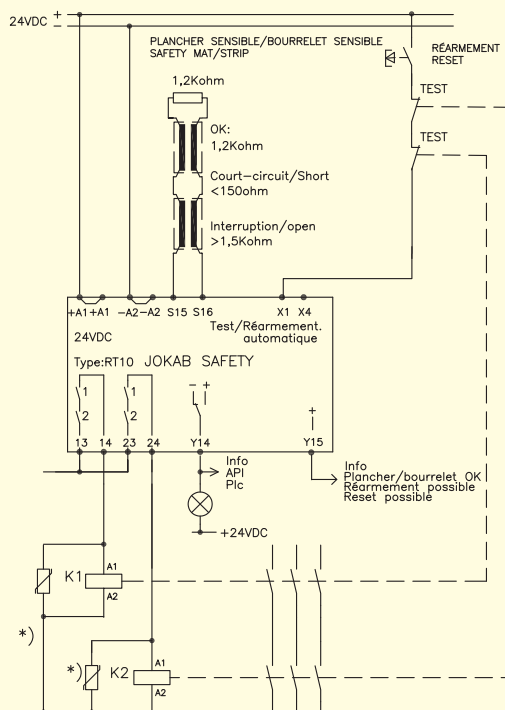 24VDC + −
PLANCHER SENSIBLE/BOURRELET SENSIBLE
SAFETY MAT/STRIP
RÉARMEMENT
RESET
1,2Kohm
TEST
OK:
1,2Kohm
TEST
Court-circuit/Short
<150ohm
Interruption/open
>1,5Kohm
+A1 +A1 −A2 −A2 S15 S16 X1 X4
Test/Réarmement.
automatique
24VDC
Type:RT10 JOKAB SAFETY
1 1 − +
2 2 +
13 14 23 24 Y14 Y15
Info
API
Plc
Info
Plancher/bourrelet OK
Réarmement possible
Reset possible
+24VDC
K1 A1
A2
*)
*) K2 A1
A2